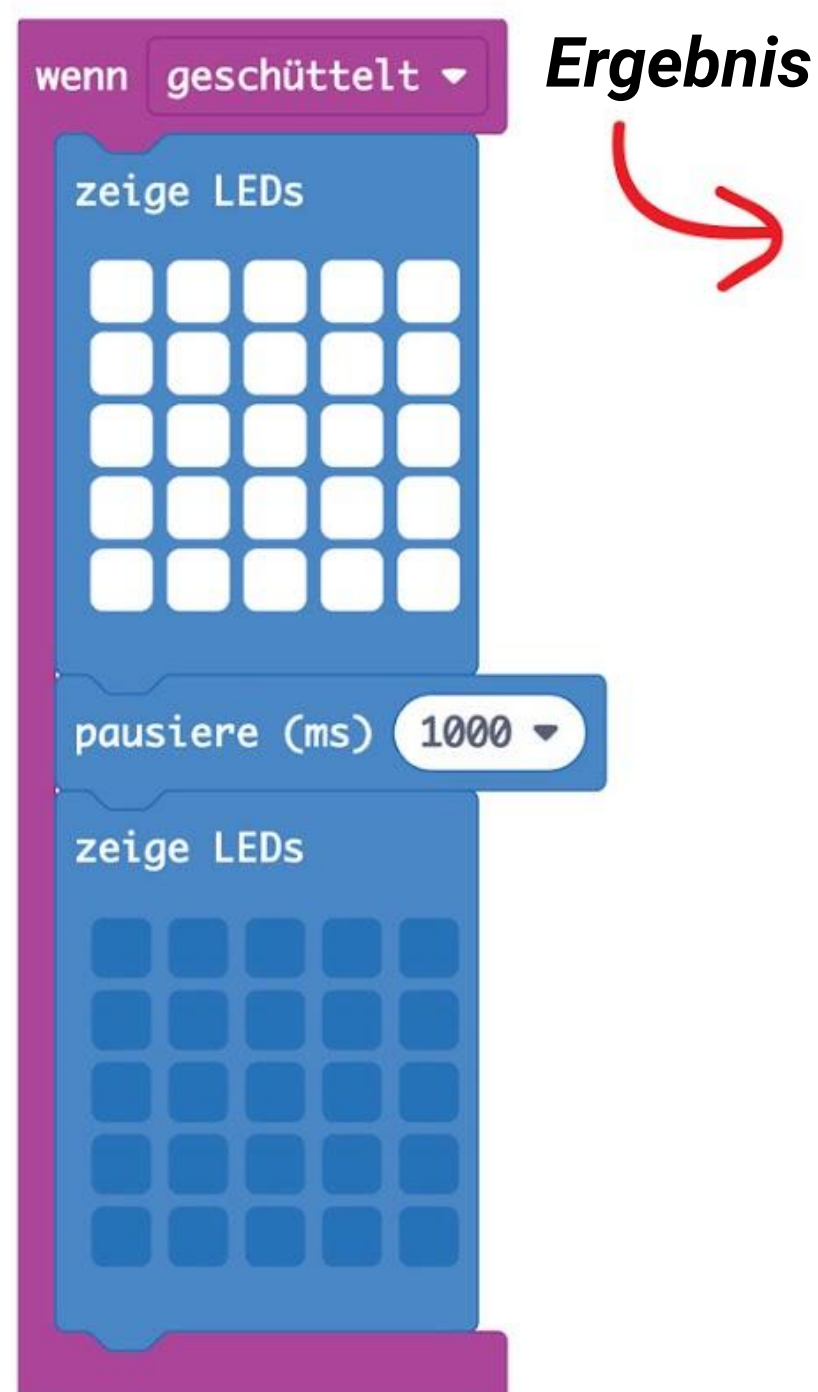 wenn geschüttelt
Ergebnis
zeige LEDs
pausiere (ms) 1000
zeige LEDs